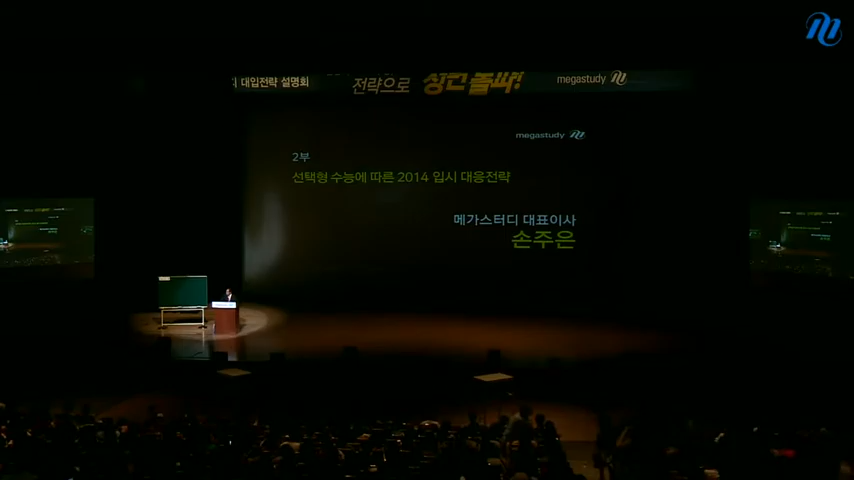 디 대입전략 설명회
전략으로
돌파!
megastudy
megastudy
2부
선택형 수능에 따른 2014 입시 대응전략
메가스터디 대표이사
손주은